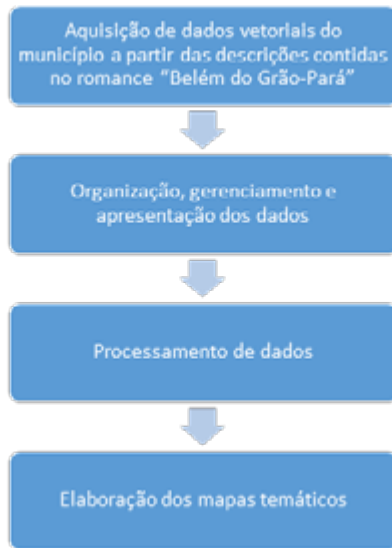 Aquisição de dados vetoriais do
município a partir das descrições contidas
no romance “Belém do Grão-Pará”
Organização, gerenciamento e
apresentação dos dados
Processamento de dados
Elaboração dos mapas temáticos